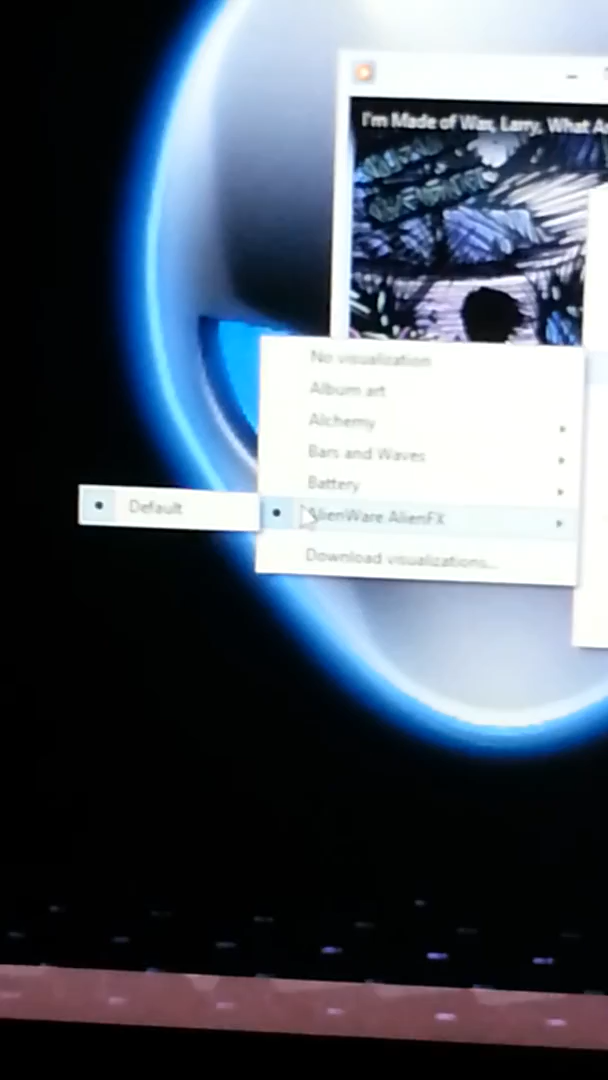 I'm Made of Wax, Larry, What A
No visualization
Album art
Alchemy
Bars and Waves
Battery
Default
AlienWare AlienFX
Download visualizations...